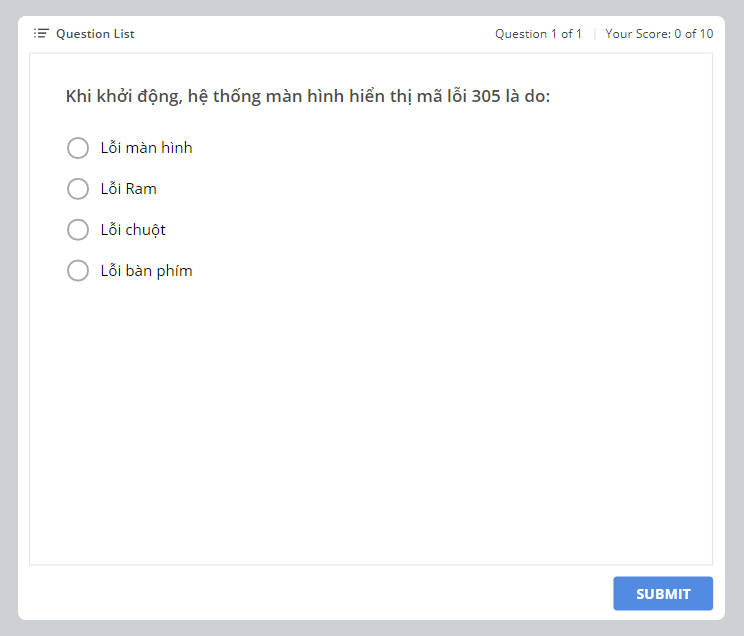 Question List
Question 1 of 1 | Your Score: 0 of 10
Khi khởi động, hệ thống màn hình hiển thị mã lỗi 305 là do:
Lỗi màn hình
Lỗi Ram
Lỗi chuột
Lỗi bàn phím
SUBMIT